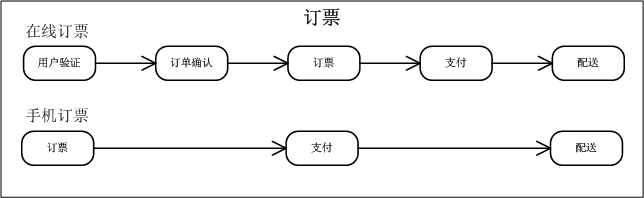 订票
在线订票
用户验证 订单确认 订票 支付 配送
手机订票
订票 支付 配送